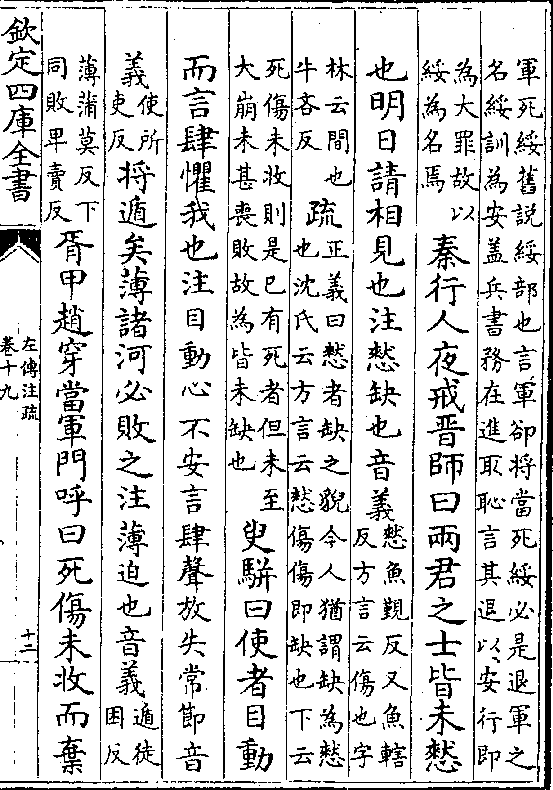 軍死綏舊說綏部也言軍卻將當死綏必是退軍之
名綏訓為安蓋兵書務在進取恥言其退以安行即
為大罪故以
綏為名焉
秦行人夜戒晉師曰兩君之士皆未憖
也明日請相見也注憖缺也音義
憖魚覲反又魚轄
反方言云傷也字
林云間也
牛吝反
疏
正義曰憖者缺之貌今人猶謂缺為憖
也沈氏云方言云憖傷傷即缺也下云
死傷未收則是已有死者但未至
大崩未甚喪敗故為皆未缺也
臾駢曰使者目動
而言肆懼我也注目動心不安言肆聲放失常節音
義
使所
吏反
將遁矣薄諸河必敗之注薄迫也音義
遁徒
困反
薄蒲莫反下
同敗卑賣反
胥甲趙穿當軍門呼曰死傷未收而棄
欽定四庫全書
左傳注疏
卷十九
十二